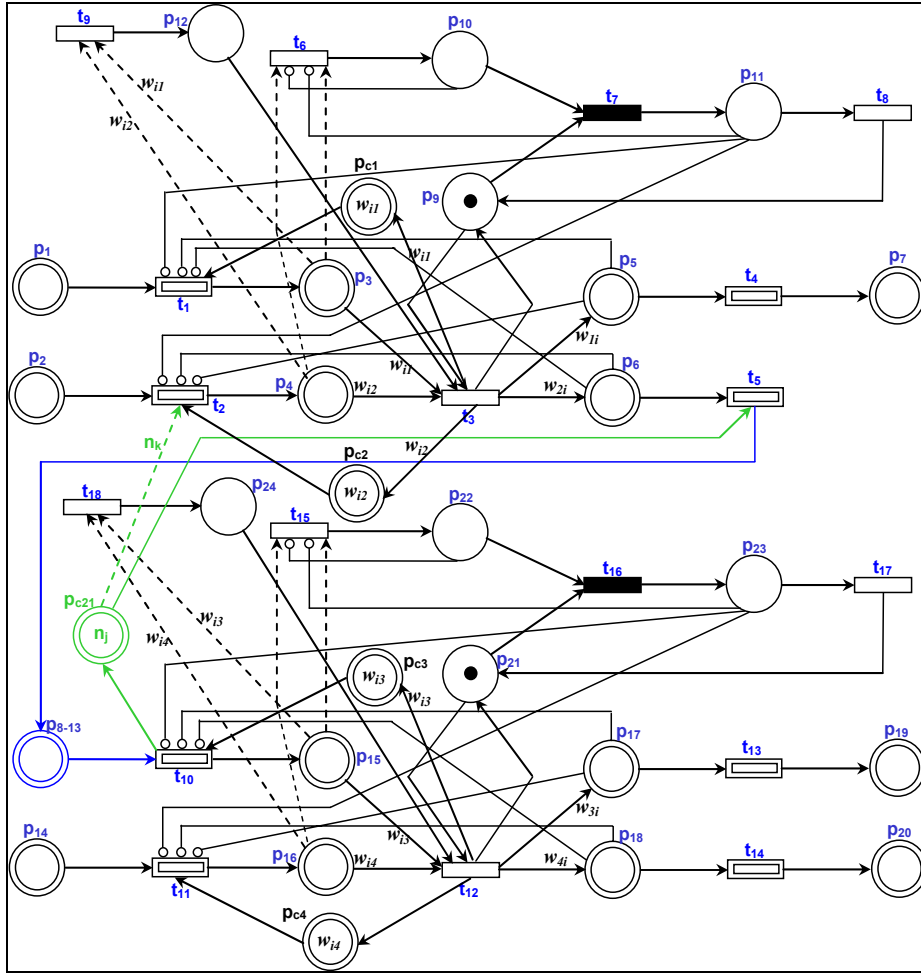 t9
p12
t6
p10
p11
t7
t8
wi1
wi2
pc1
wi1
p9
p1
t1
p3
wi1
p5
t4
p7
w1i
p2
t2
p4
wi2
wi1
t3
w2i
p6
t5
nk
pc2
wi2
wi2
t18
p24
t15
p22
p23
t16
t17
pc21
nj
wi3
wi4
pc3
wi3
wi3
p21
p8-13
t10
p15
p17
t13
p19
w3i
p14
t11
p16
wi4
wi3
t12
w4i
p18
t14
p20
pc4
wi4